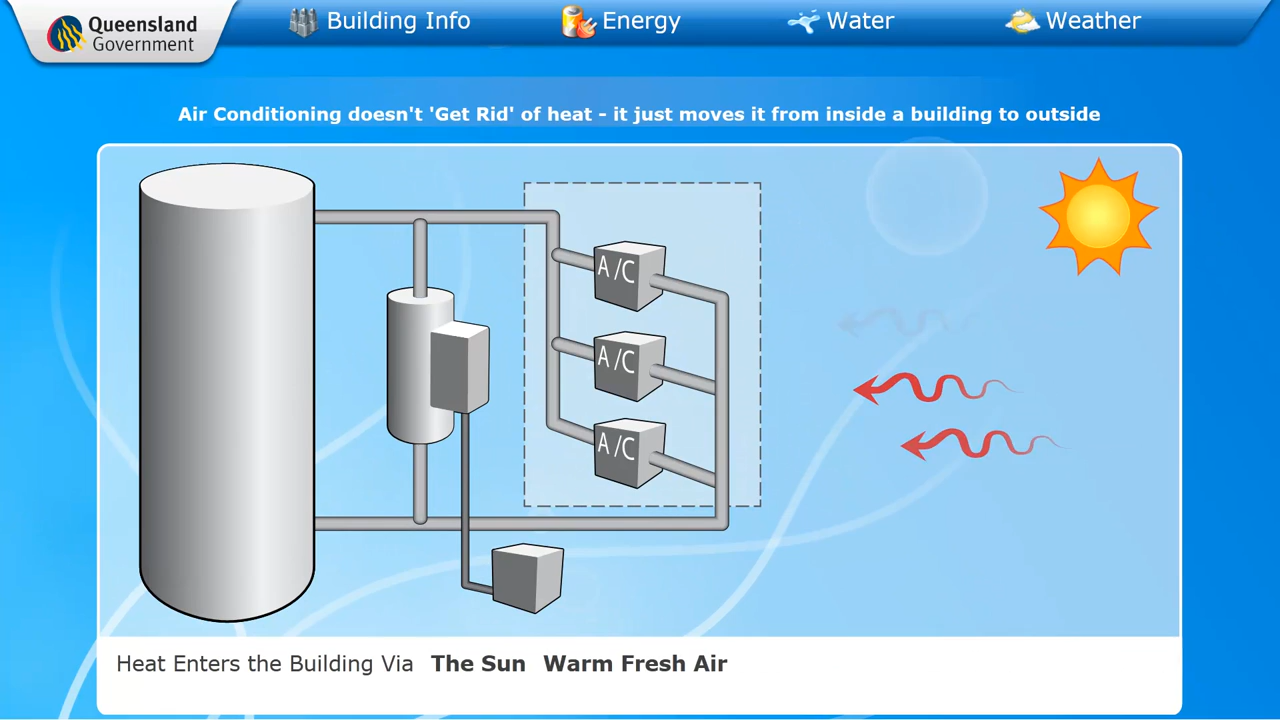 Queensland
Government
Building Info
Energy
Water
Weather
Air Conditioning doesn't 'Get Rid' of heat - it just moves it from inside a building to outside
A/C
A/C
A/C
Heat Enters the Building Via The Sun Warm Fresh Air